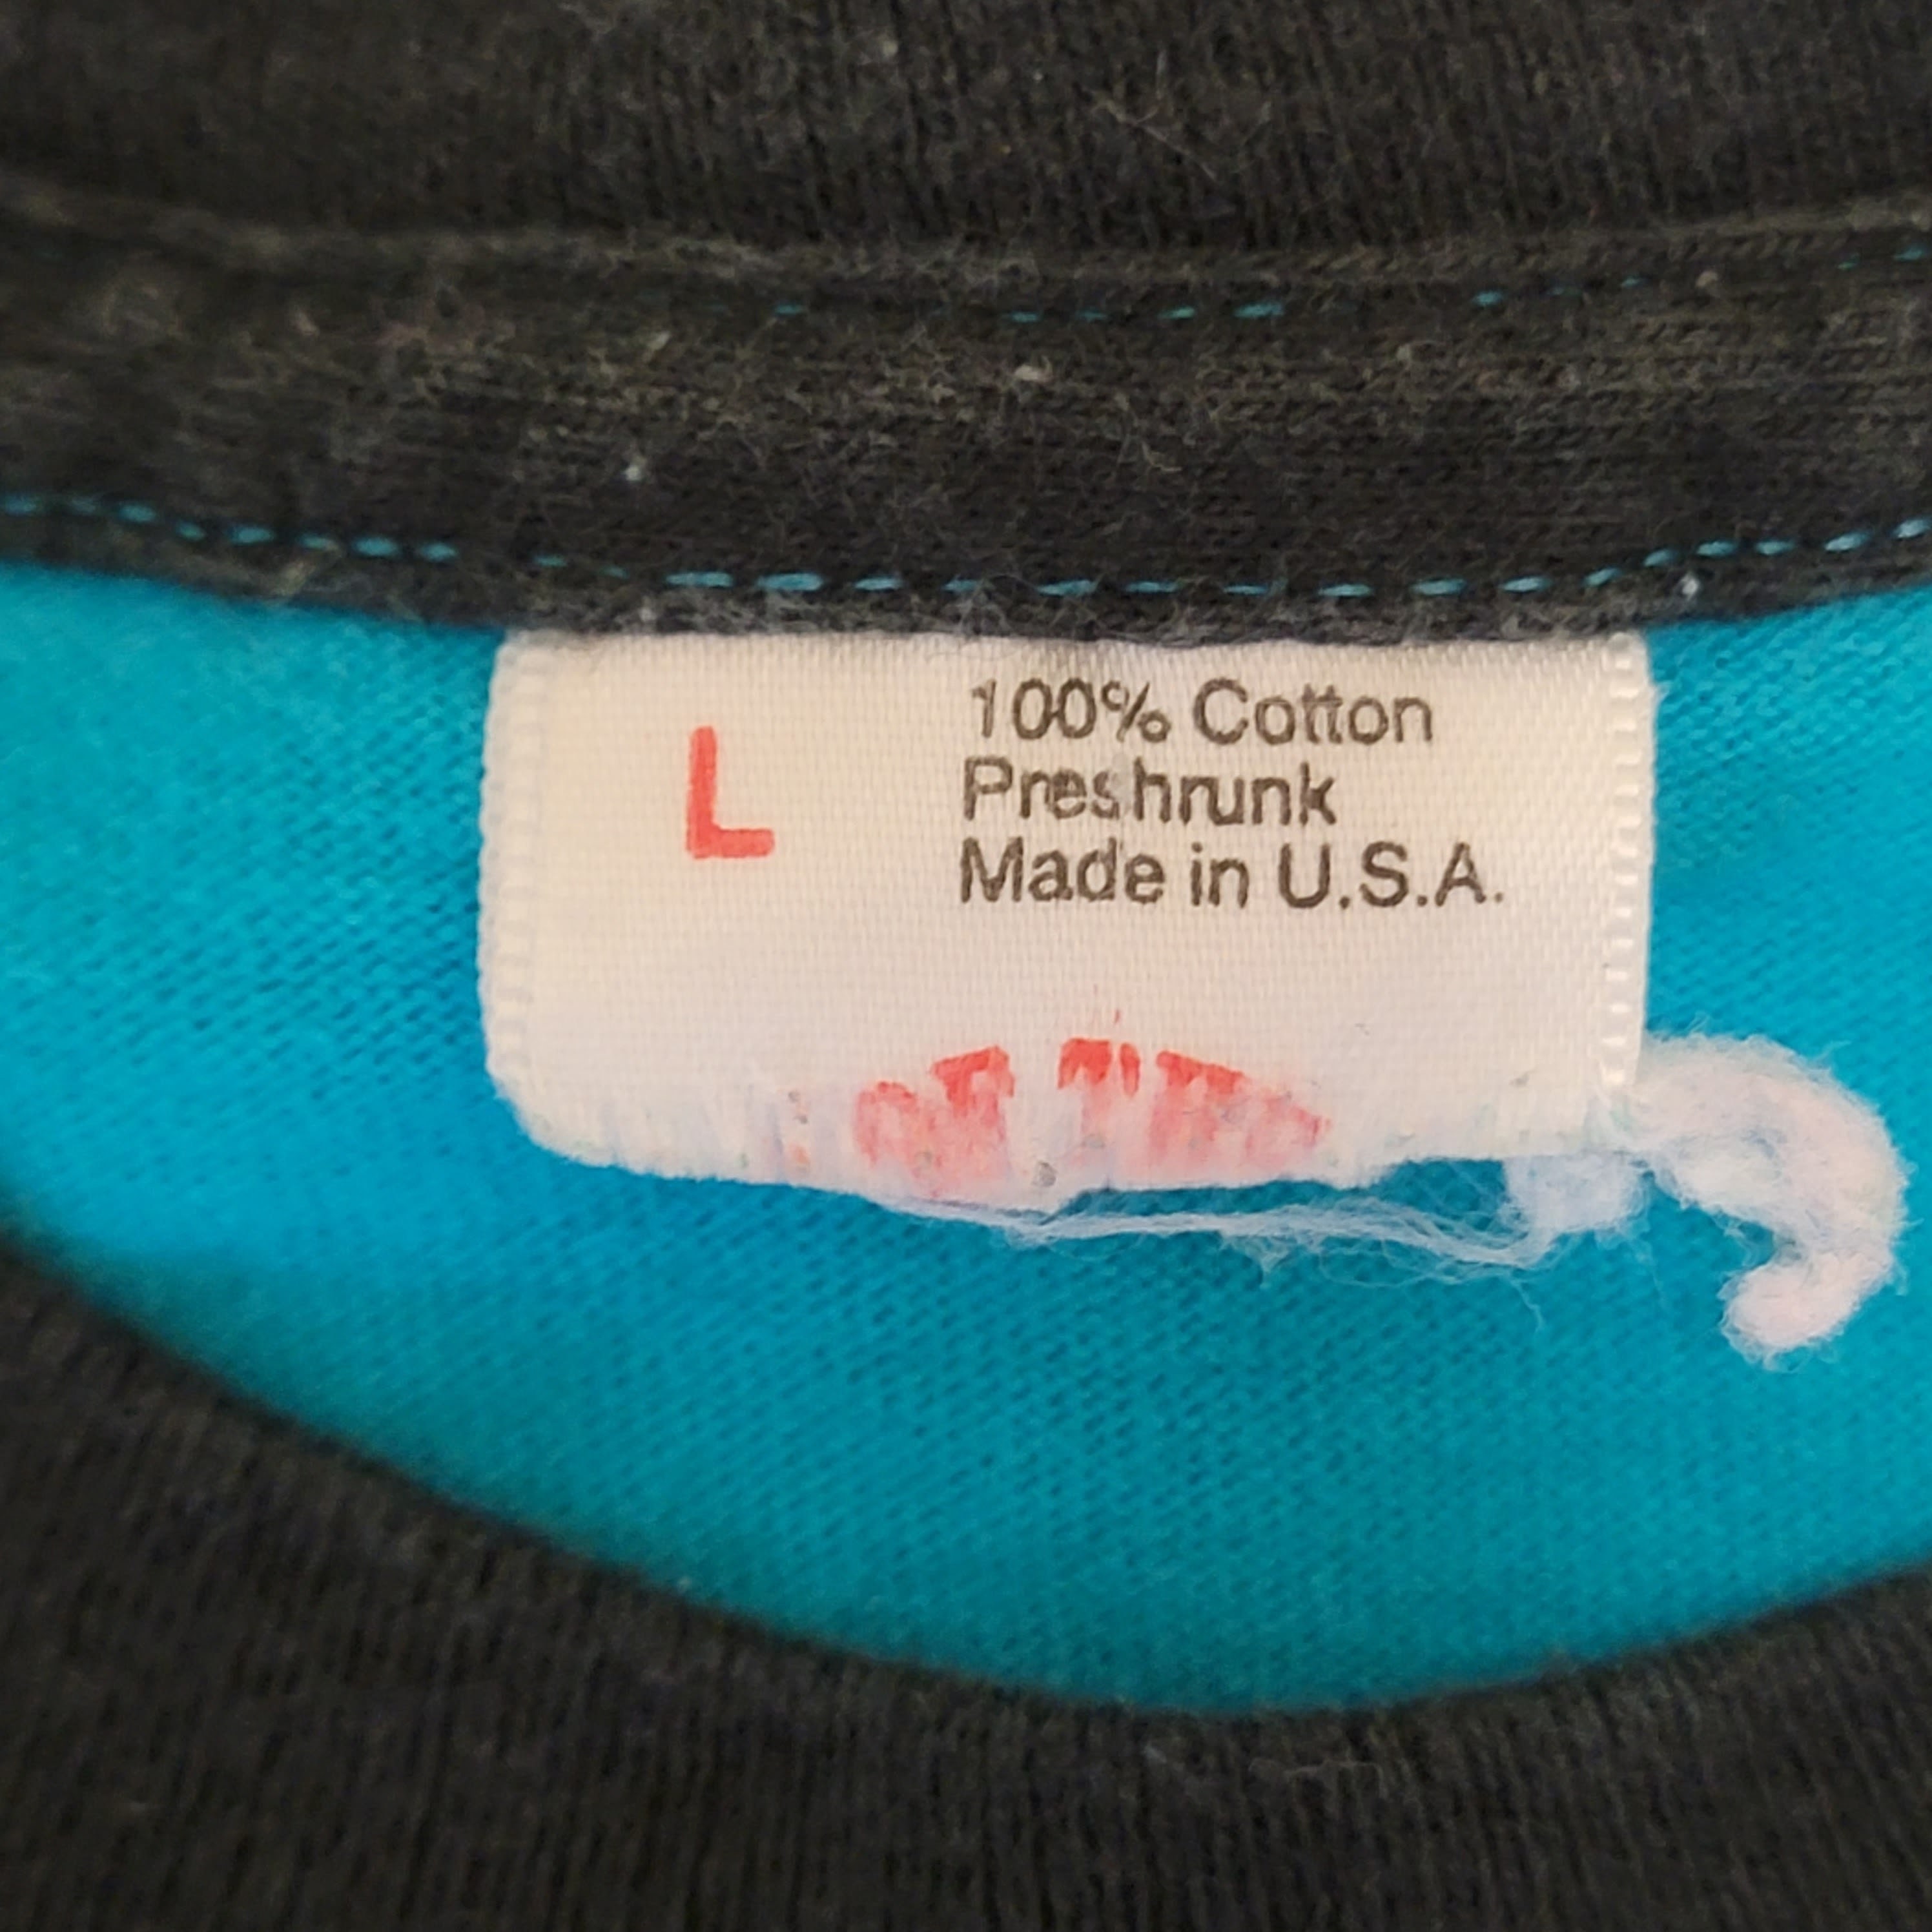 L
100% Cotton
Preshrunk
Made in U.S.A.